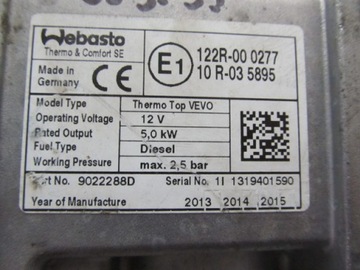 Webasto
Thermo & Comfort SE
Made in
Germany
CE
E1
122R-00 0277
10 R-03 5895
Model Type Thermo Top VEVO
Operating Voltage 12 V
Rated Output 5,0 kW
Fuel Type Diesel
Working Pressure max. 2,5 bar
Part No. 9022288D Serial No. 11 1319401590
Year of Manufacture 2013 2014 2015